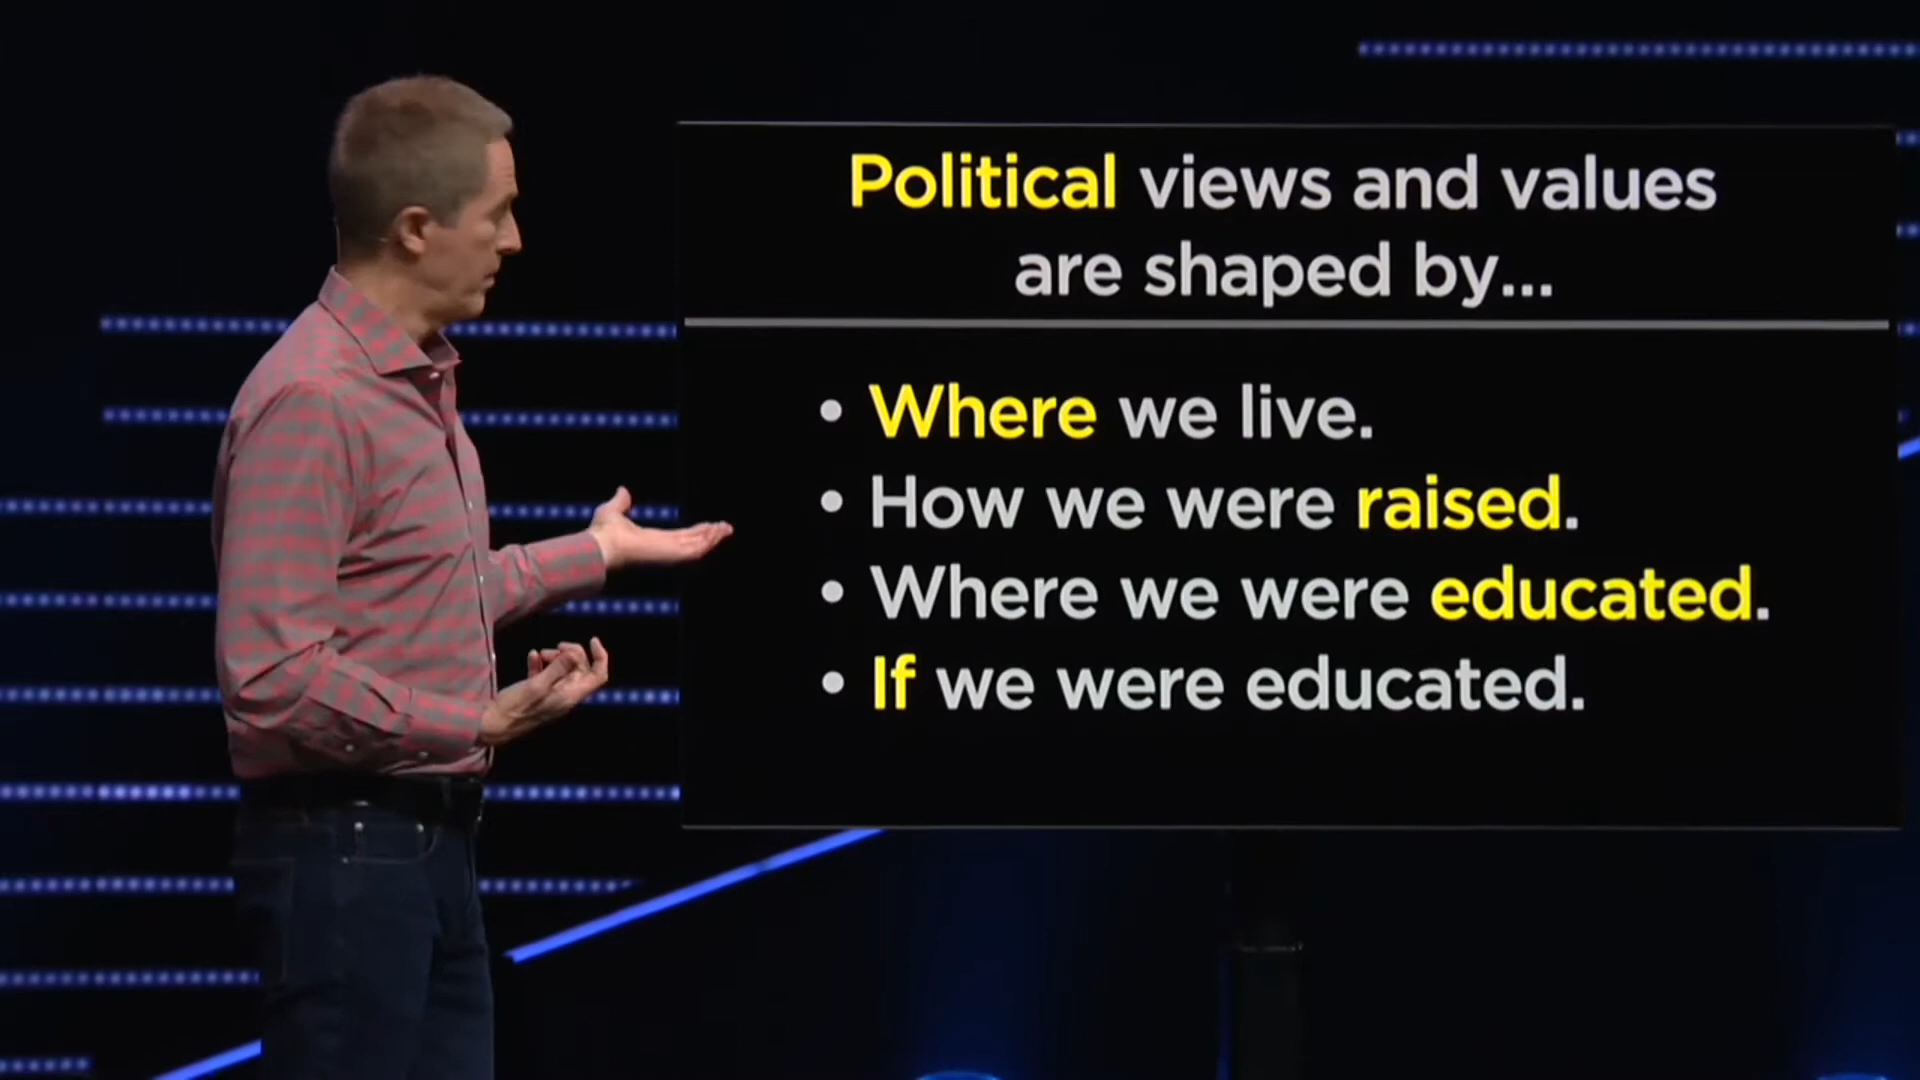 Political views and values
are shaped by...
• Where we live.
• How we were raised.
• Where we were educated.
• If we were educated.